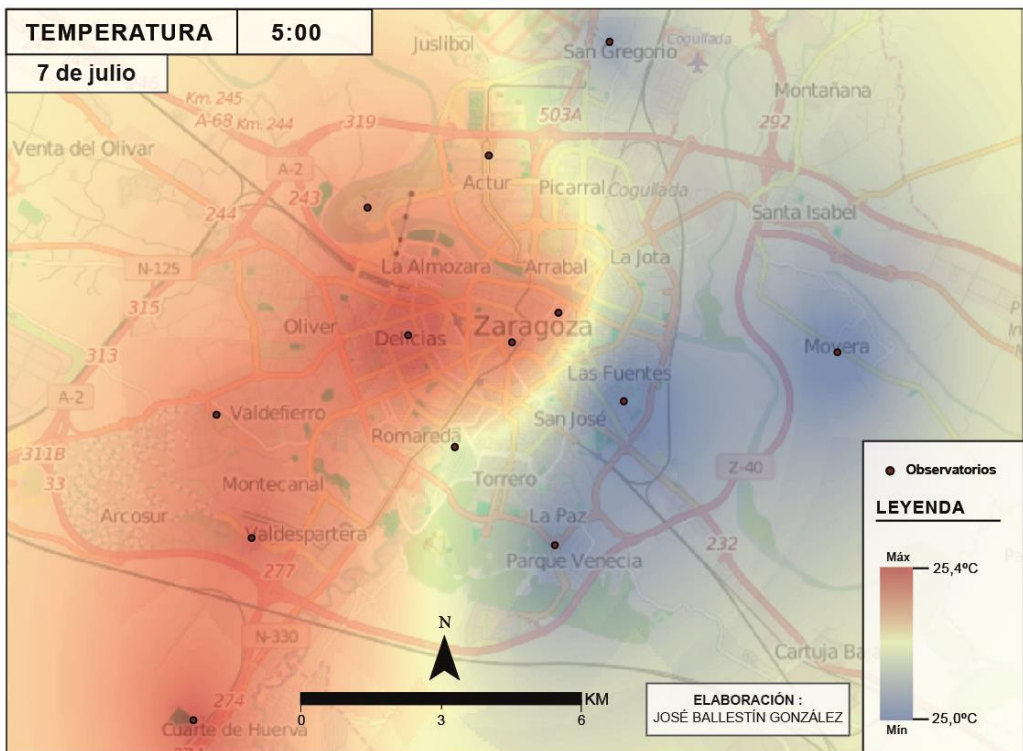 TEMPERATURA 5:00
7 de julio
Juslibol
San Gregorio
Cogullada
Montañana
Km. 245
A-68 Km. 244
319
503A
292
Venta del Olivar
A-2
243
Actur
Picarral
Cogullada
244
Santa Isabel
N-125
La Almozara
Arrabal
La Jota
315
Oliver
Delicias
Zaragoza
Movera
313
Las Fuentes
A-2
Valdefierro
San José
Romareda
311B
33
Montecanal
Torrero
Z-40
Arcosur
Valdespartera
La Paz
Parque Venecia
232
277
N-330
Cartuja Ba
274
Cuarte de Huerva
N
KM
0 3 6
ELABORACIÓN :
JOSÉ BALLESTÍN GONZÁLEZ
Observatorios
LEYENDA
Máx
25,4ºC
25,0ºC
Mín